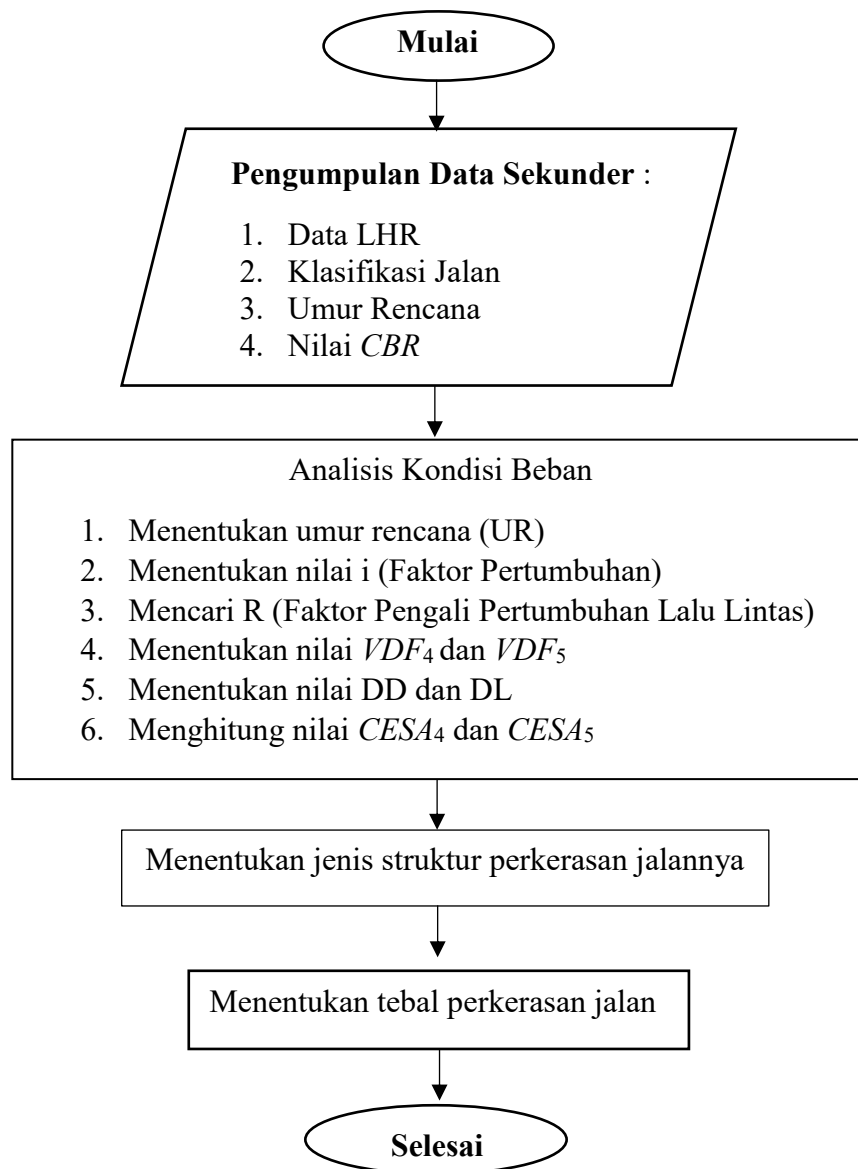 Mulai
Pengumpulan Data Sekunder :
1. Data LHR
2. Klasifikasi Jalan
3. Umur Rencana
4. Nilai CBR
Analisis Kondisi Beban
1. Menentukan umur rencana (UR)
2. Menentukan nilai i (Faktor Pertumbuhan)
3. Mencari R (Faktor Pengali Pertumbuhan Lalu Lintas)
4. Menentukan nilai VDF₄ dan VDF₅
5. Menentukan nilai DD dan DL
6. Menghitung nilai CESA₄ dan CESA₅
Menentukan jenis struktur perkerasan jalannya
Menentukan tebal perkerasan jalan
Selesai